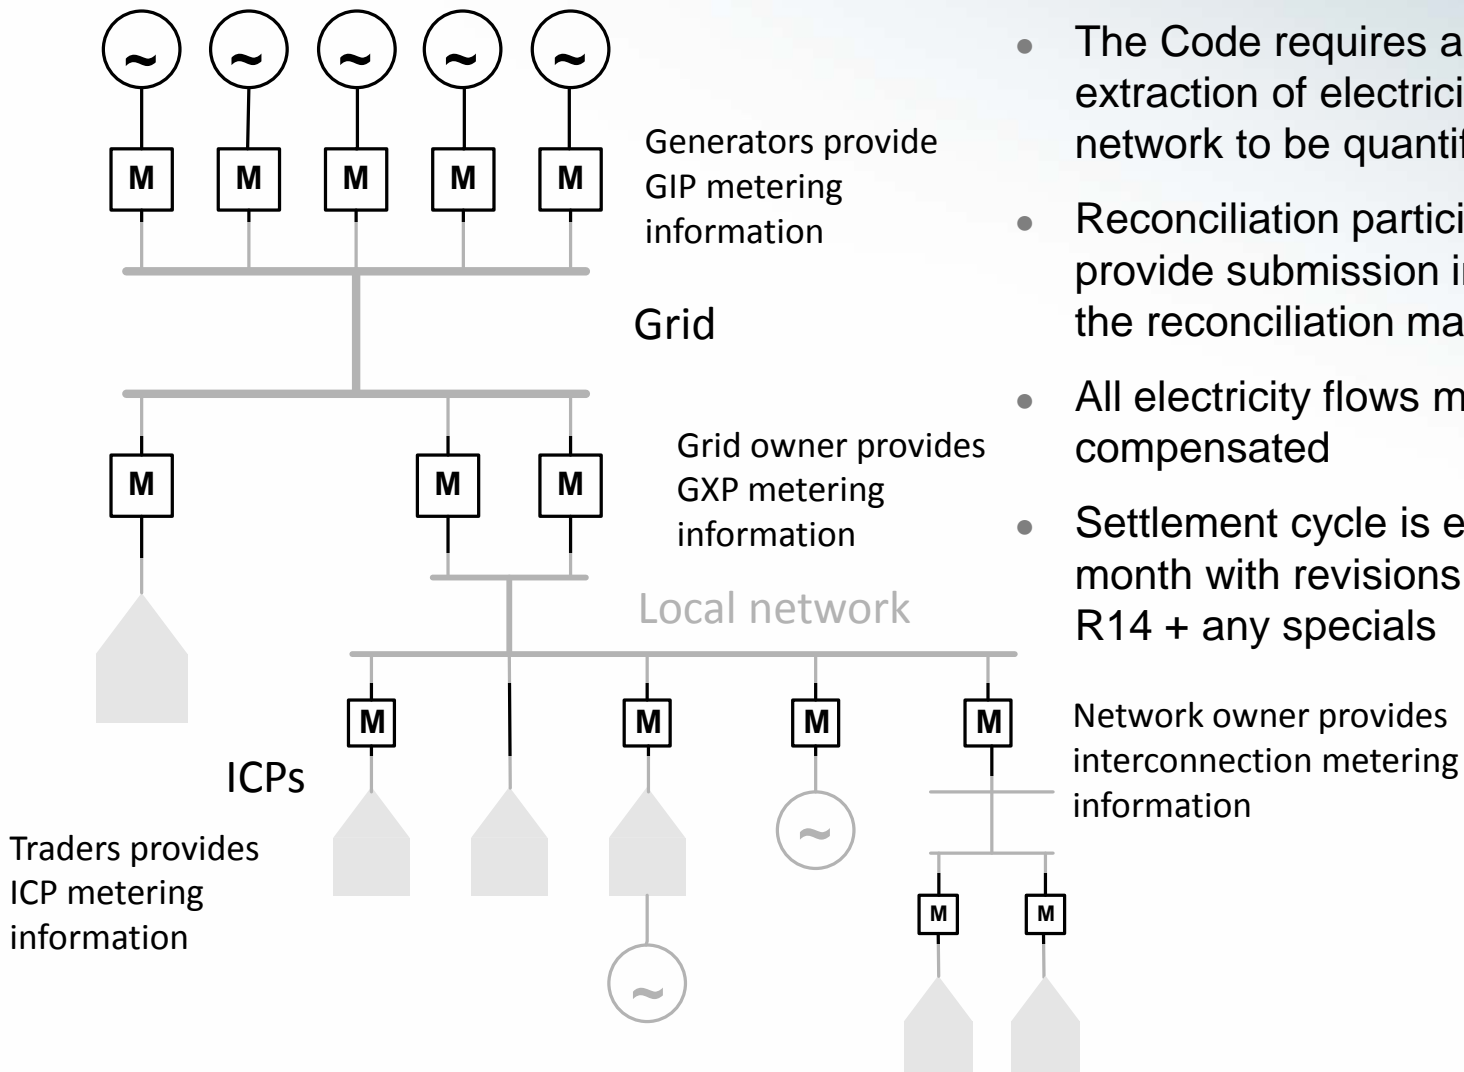 ~ ~ ~ ~ ~
M M M M M
Generators provide
GIP metering
information
Grid
M M M
Grid owner provides
GXP metering
information
Local network
M M M M
ICPs
~
Traders provides
ICP metering
information
M M
~
Network owner provides
interconnection metering
information
• The Code requires a
extraction of electrici
network to be quantif
• Reconciliation partici
provide submission i
the reconciliation ma
• All electricity flows m
compensated
• Settlement cycle is e
month with revisions
R14 + any specials